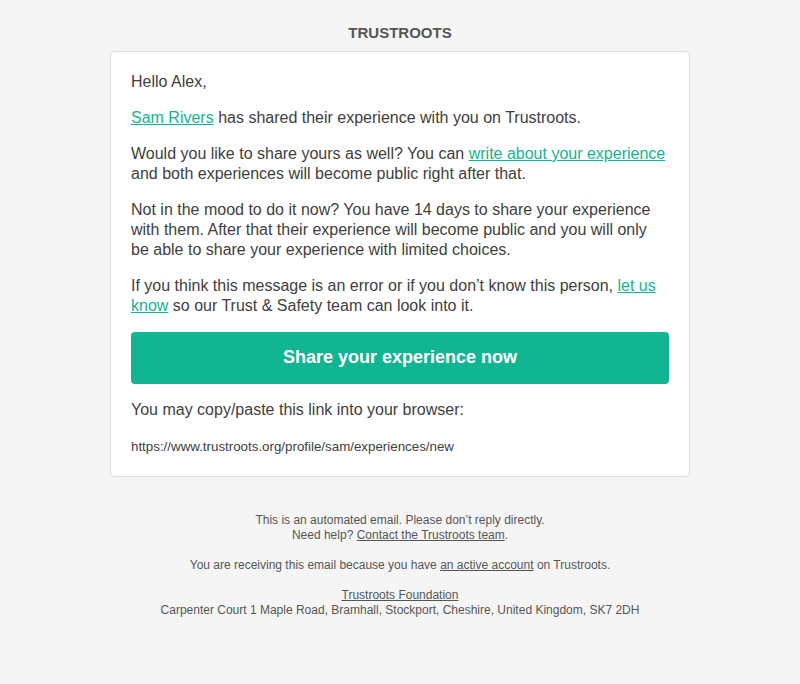 TRUSTROOTS
Hello Alex,
Sam Rivers has shared their experience with you on Trustroots.
Would you like to share yours as well? You can write about your experience
and both experiences will become public right after that.
Not in the mood to do it now? You have 14 days to share your experience
with them. After that their experience will become public and you will only
be able to share your experience with limited choices.
If you think this message is an error or if you don’t know this person, let us
know so our Trust & Safety team can look into it.
Share your experience now
You may copy/paste this link into your browser:
https://www.trustroots.org/profile/sam/experiences/new
This is an automated email. Please don’t reply directly.
Need help? Contact the Trustroots team.
You are receiving this email because you have an active account on Trustroots.
Trustroots Foundation
Carpenter Court 1 Maple Road, Bramhall, Stockport, Cheshire, United Kingdom, SK7 2DH